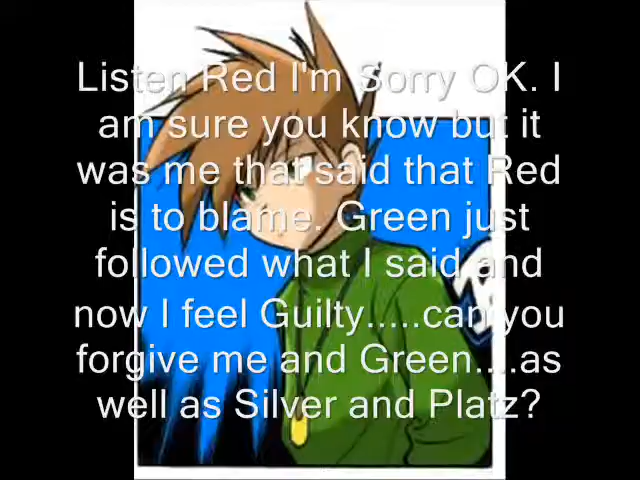 Listen Red I'm Sorry OK. I
am sure you know but it
was me that said that Red
is to blame. Green just
followed what I said and
now I feel Guilty.....can you
forgive me and Green....as
well as Silver and Platz?